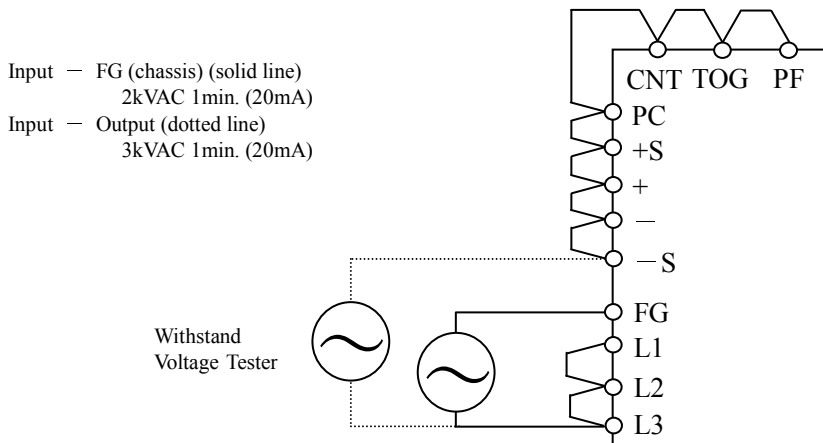 Input － FG (chassis) (solid line)
2kVAC 1min. (20mA)
Input － Output (dotted line)
3kVAC 1min. (20mA)
CNT TOG PF
PC
+S
+
－
－S
FG
L1
L2
L3
Withstand
Voltage Tester